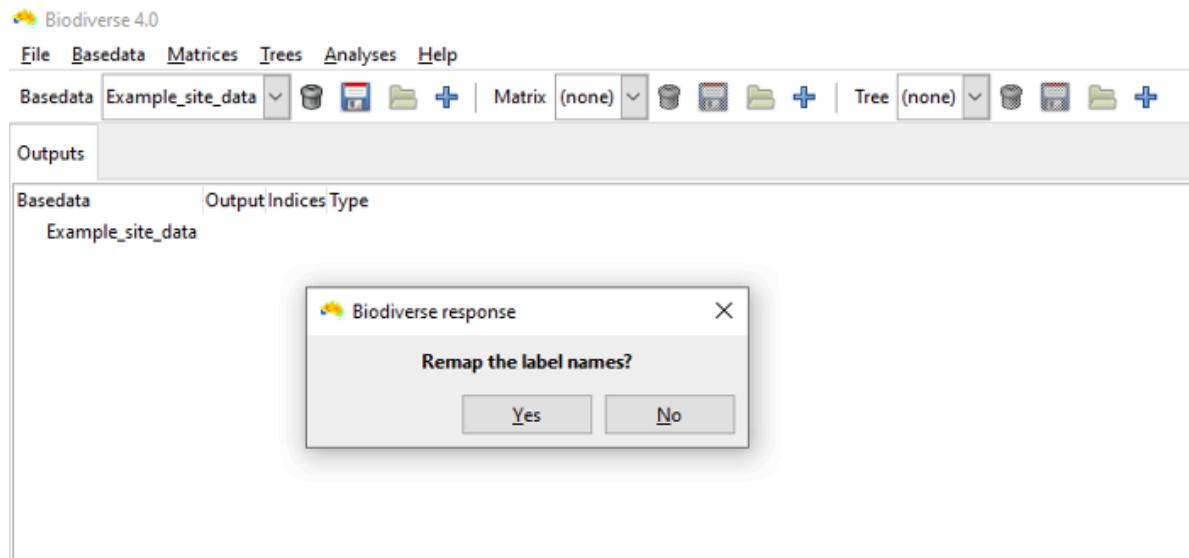 Biodiverse 4.0
File Basedata Matrices Trees Analyses Help
Basedata Example_site_data Matrix (none) Tree (none)
Outputs
Basedata Output Indices Type
Example_site_data
Biodiverse response
Remap the label names?
Yes No